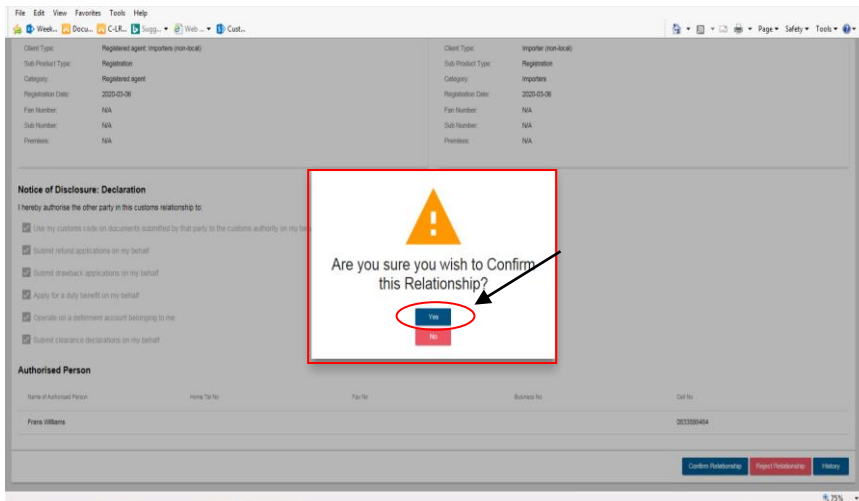 File Edit View Favorites Tools Help
Week... Docu... C-LR... Sugg... Web ... Cust... Page Safety Tools
Client Type: Registered agent: Importers (non-local) Client Type: Importer (non-local)
Sub Product Type: Registration Sub Product Type: Registration
Category: Registered agent Category: Importers
Registration Date: 2020-03-06 Registration Date: 2020-03-06
Fan Number: N/A Fan Number: N/A
Sub Number: N/A Sub Number: N/A
Premises: N/A Premises: N/A
Notice of Disclosure: Declaration
I hereby authorise the other party in this customs relationship to:
Use my customs code on documents submitted by that party to the customs authority on my
Submit refund applications on my behalf
Submit drawback applications on my behalf
Apply for a duty benefit on my behalf
Operate on a deferment account belonging to me
Submit clearance declarations on my behalf
Are you sure you wish to Confirm
this Relationship?
Yes
No
Authorised Person
Name of Authorised Person Home Tel No Fax No Business No Cell No
Frans Williams 0833589464
Confirm Relationship Reject Relationship History
75%